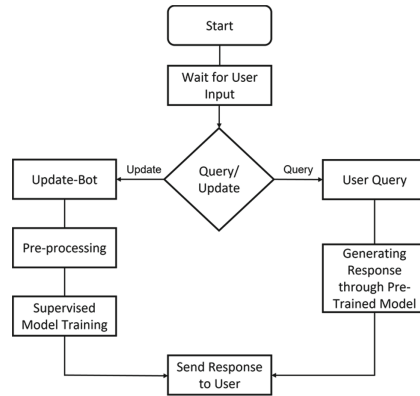 Start
Wait for User
Input
Query/
Update
Update
Query
Update-Bot
User Query
Pre-processing
Generating
Response
through Pre-
Trained Model
Supervised
Model Training
Send Response
to User